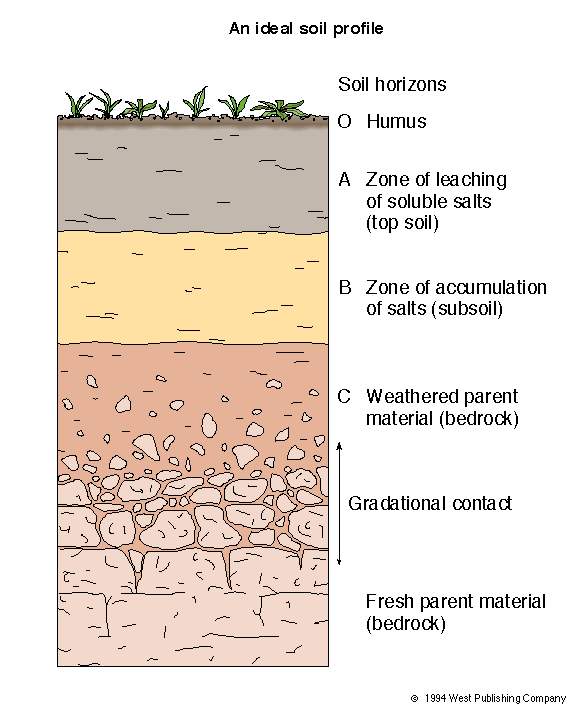 An ideal soil profile
Soil horizons
O Humus
A Zone of leaching
of soluble salts
(top soil)
B Zone of accumulation
of salts (subsoil)
C Weathered parent
material (bedrock)
Gradational contact
Fresh parent material
(bedrock)
© 1994 West Publishing Company